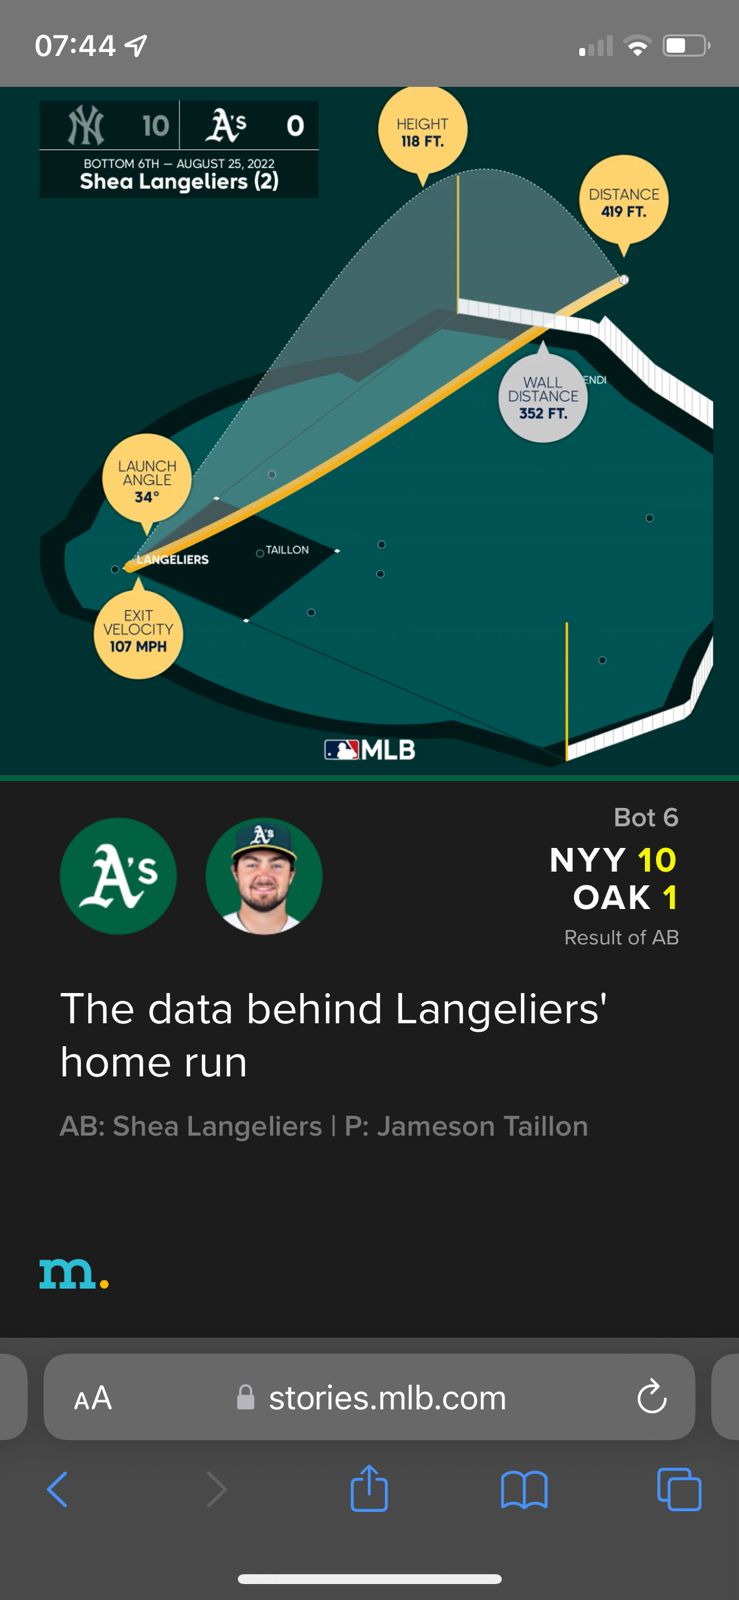 07:44
NY 10 A's 0
BOTTOM 6TH — AUGUST 25, 2022
Shea Langeliers (2)
HEIGHT
118 FT.
DISTANCE
419 FT.
WALL
DISTANCE
352 FT.
ENDI
LAUNCH
ANGLE
34°
LANGELIERS
TAILLON
EXIT
VELOCITY
107 MPH
MLB
A's
A's
Bot 6
NYY 10
OAK 1
Result of AB
The data behind Langeliers'
home run
AB: Shea Langeliers | P: Jameson Taillon
m.
AA stories.mlb.com